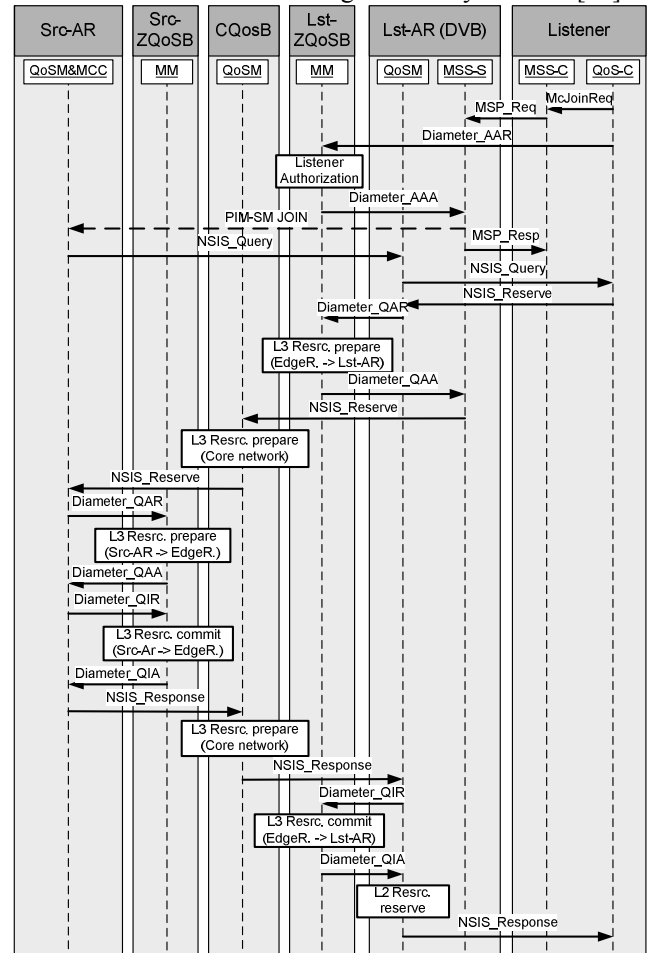 Src-AR
Src-
ZQoSB
CQosB
Lst-
ZQoSB
Lst-AR (DVB)
Listener
QoSM&MCC
MM
QoSM
MM
QoSM
MSS-S
MSS-C
QoS-C
McJoinReq
MSP_Req
Diameter_AAR
Listener
Authorization
Diameter_AAA
PIM-SM JOIN
MSP_Resp
NSIS_Query
NSIS_Query
NSIS_Reserve
Diameter_QAR
L3 Resrc. prepare
(EdgeR. -> Lst-AR)
Diameter_QAA
NSIS_Reserve
L3 Resrc. prepare
(Core network)
NSIS_Reserve
Diameter_QAR
L3 Resrc. prepare
(Src-AR -> EdgeR.)
Diameter_QAA
Diameter_QIR
L3 Resrc. commit
(Src-Ar -> EdgeR.)
Diameter_QIA
NSIS_Response
L3 Resrc. prepare
(Core network)
NSIS_Response
Diameter_QIR
L3 Resrc. commit
(EdgeR. -> Lst-AR)
Diameter_QIA
L2 Resrc.
reserve
NSIS_Response